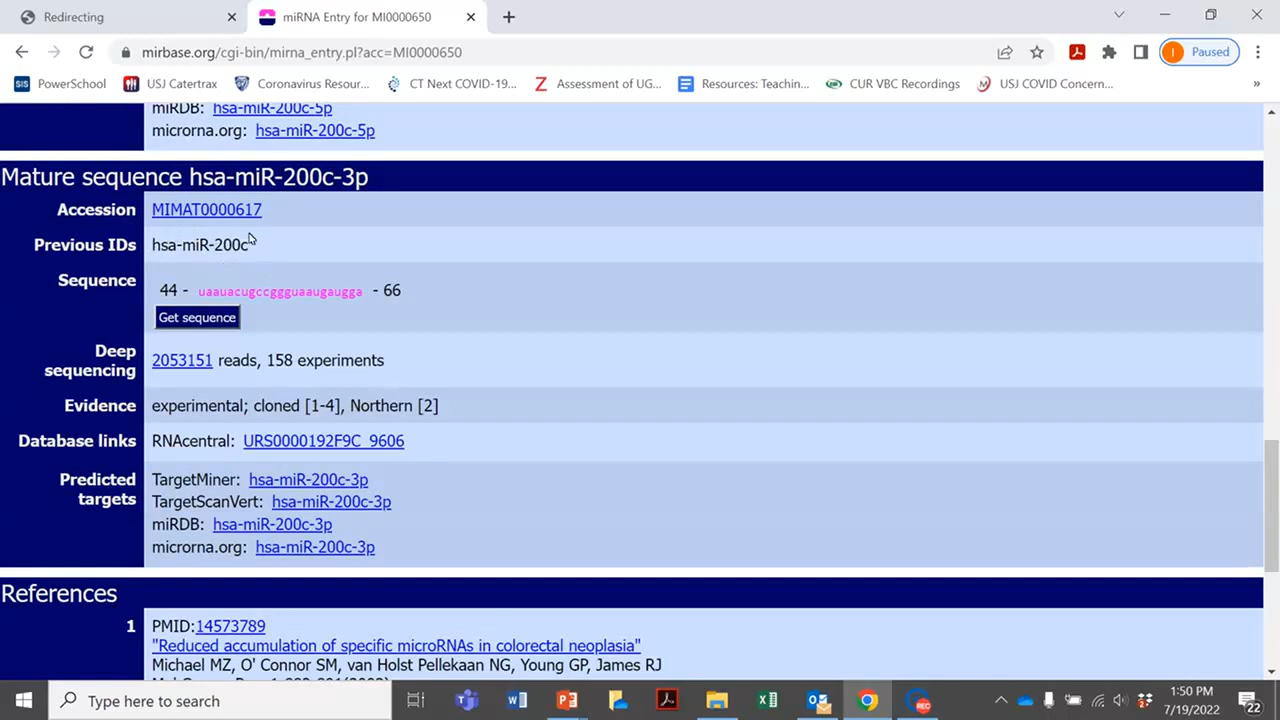 Redirecting
miRNA Entry for MI0000650
mirbase.org/cgi-bin/mirna_entry.pl?acc=MI0000650
Paused
SIS PowerSchool
USJ Catertrax
Coronavirus Resour...
CT Next COVID-19...
Assessment of UG...
Resources: Teachin...
CUR VBC Recordings
USJ COVID Concern...
»
miRDB: hsa-miR-200c-5p
microrna.org: hsa-miR-200c-5p
Mature sequence hsa-miR-200c-3p
Accession MIMAT0000617
Previous IDs hsa-miR-200c
Sequence 44 - uaauacugccggguaaugaugga - 66
Get sequence
Deep sequencing 2053151 reads, 158 experiments
Evidence experimental; cloned [1-4], Northern [2]
Database links RNAcentral: URS0000192F9C_9606
Predicted targets TargetMiner: hsa-miR-200c-3p
TargetScanVert: hsa-miR-200c-3p
miRDB: hsa-miR-200c-3p
microrna.org: hsa-miR-200c-3p
References
1 PMID:14573789
"Reduced accumulation of specific microRNAs in colorectal neoplasia"
Michael MZ, O' Connor SM, van Holst Pellekaan NG, Young GP, James RJ
Type here to search
REC
1:50 PM
7/19/2022
22